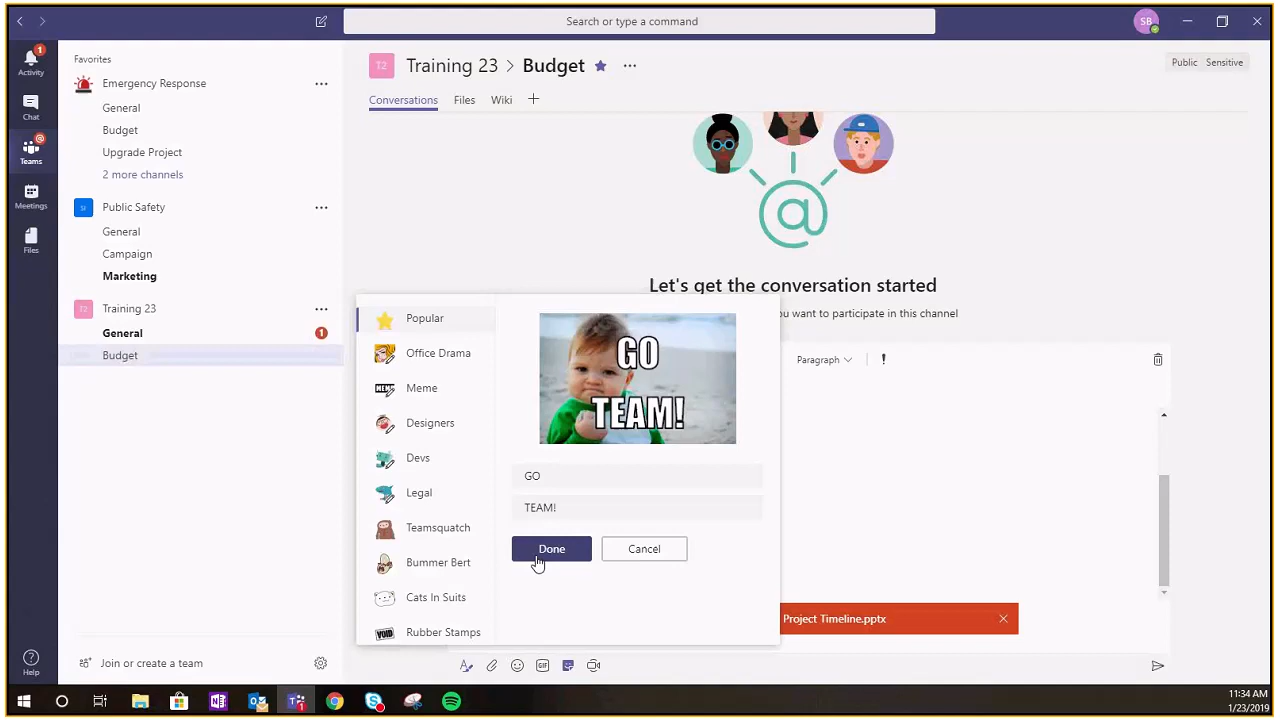 Search or type a command
SB
1
Activity
Chat
@
Teams
Meetings
Files
Help
Favorites
Emergency Response
General
Budget
Upgrade Project
2 more channels
Public Safety
General
Campaign
Marketing
T2 Training 23
General 1
Budget
Join or create a team
T2 Training 23 > Budget
Public Sensitive
Conversations Files Wiki
@
Let's get the conversation started
you want to participate in this channel
Paragraph !
Popular
Office Drama
Meme
Designers
Devs
Legal
Teamsquatch
Bummer Bert
Cats In Suits
VOID Rubber Stamps
GO
TEAM!
GO
TEAM!
Done Cancel
Project Timeline.pptx
GIF
11:34 AM
1/23/2019